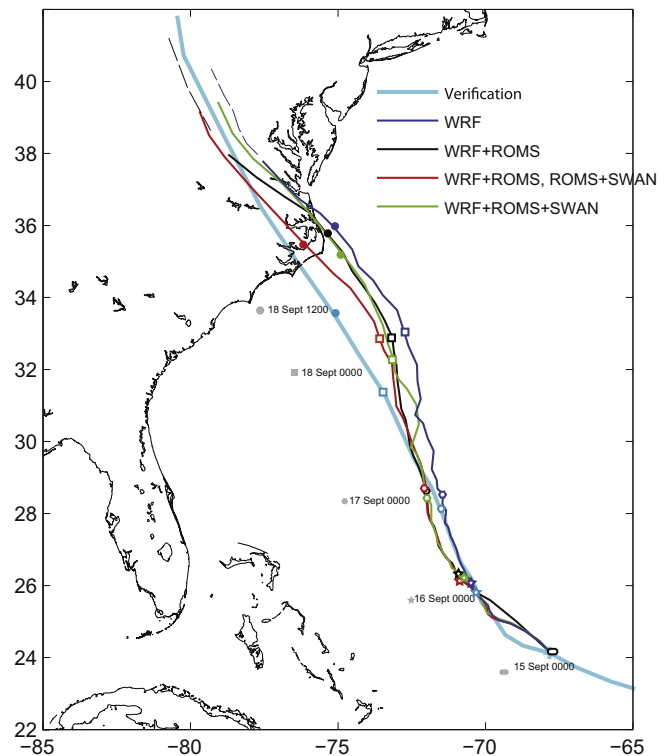 40
38
36
34
32
30
28
26
24
22
−85
−80
−75
−70
−65
Verification
WRF
WRF+ROMS
WRF+ROMS, ROMS+SWAN
WRF+ROMS+SWAN
18 Sept 1200
18 Sept 0000
17 Sept 0000
16 Sept 0000
15 Sept 0000